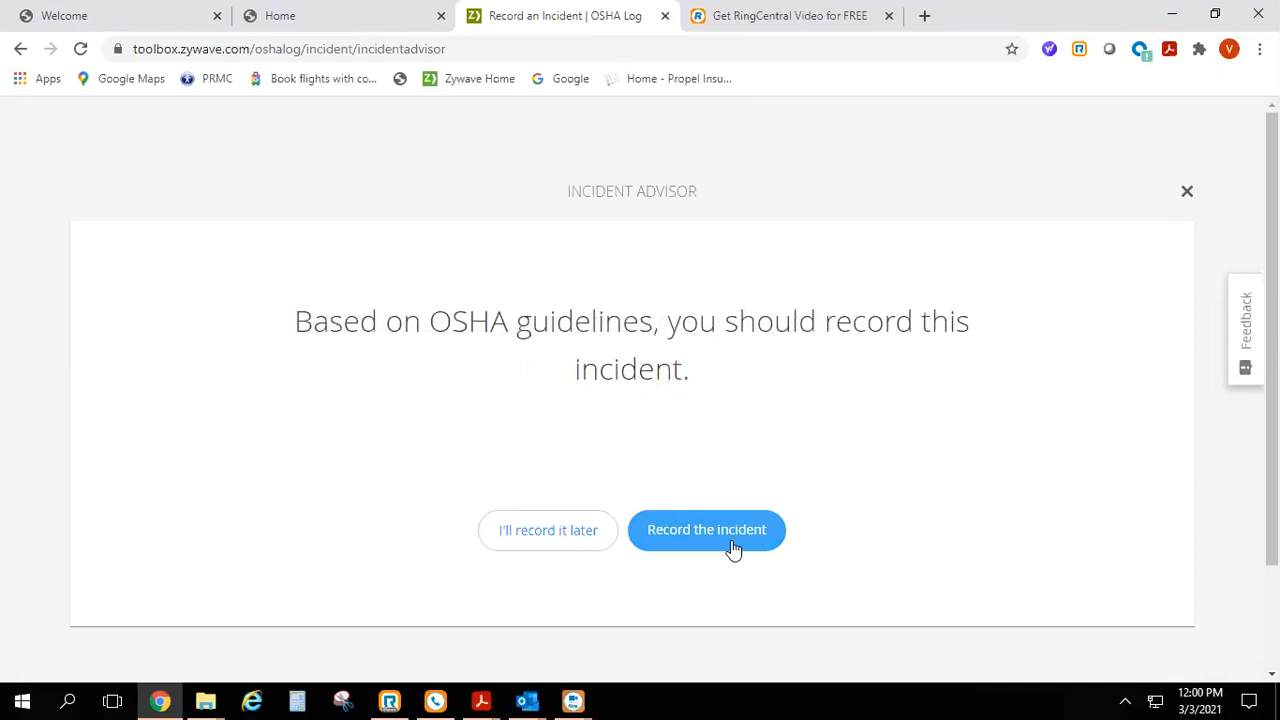 Welcome
Home
Record an Incident | OSHA Log
Get RingCentral Video for FREE
toolbox.zywave.com/oshalog/incident/incidentadvisor
V
Apps
Google Maps
PRMC
Book flights with co...
Zywave Home
Google
Home - Propel Insu...
INCIDENT ADVISOR
Based on OSHA guidelines, you should record this
incident.
Feedback
I'll record it later
Record the incident
12:00 PM
3/3/2021